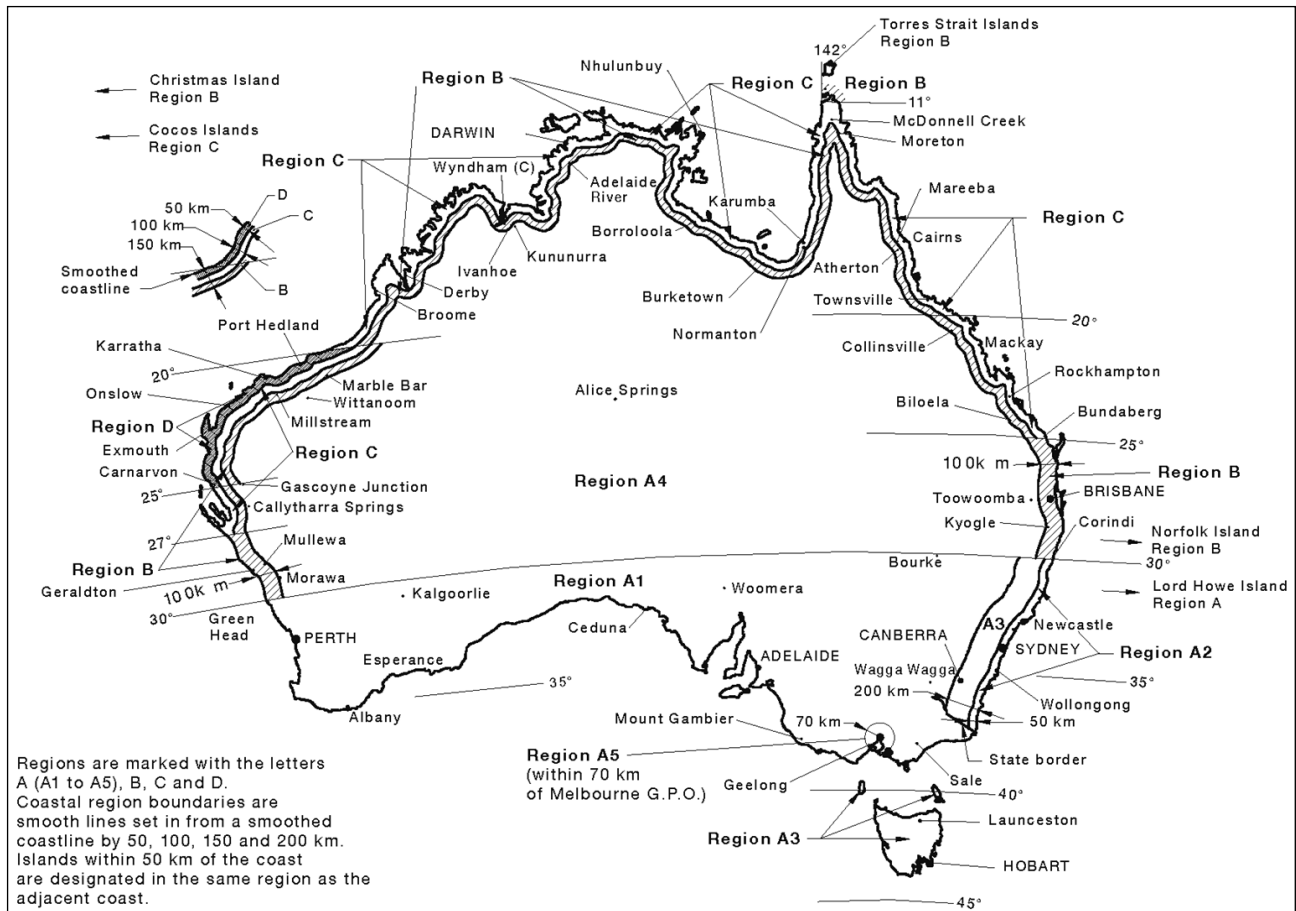 Torres Strait Islands
Region B
142°
Nhulunbuy
Christmas Island
Region B
Region B
Region C
Region B
11°
McDonnell Creek
Cocos Islands
Region C
DARWIN
Moreton
Region C
Wyndham (C)
Adelaide
River
Mareeba
D
50 km
C
100 km
150 km
Karumba
Region C
Borroloola
Cairns
Smoothed
coastline
Ivanhoe
Kununurra
Atherton
B
Derby
Burketown
Townsville
Broome
Port Hedland
Normanton
20°
Collinsville
Mackay
Karratha
20°
Marble Bar
Alice Springs
Rockhampton
Onslow
Wittanoom
Millstream
Biloela
Bundaberg
Region D
Exmouth
Region C
25°
Carnarvon
100k m
Region B
25°
Gascoyne Junction
Region A4
Toowoomba
BRISBANE
Callytharra Springs
Kyogle
Corindi
27°
Mullewa
Norfolk Island
Region B
Region B
Bourke
30°
Geraldton
100k m
Morawa
Region A1
Woomera
Lord Howe Island
Region A
30°
Kalgoorlie
Green
Head
Ceduna
A3
Newcastle
PERTH
CANBERRA
SYDNEY
Region A2
Esperance
ADELAIDE
Wagga Wagga
35°
35°
200 km
Wollongong
Albany
Mount Gambier
70 km
50 km
Region A5
(within 70 km
of Melbourne G.P.O.)
State border
Geelong
Sale
40°
Launceston
Region A3
HOBART
45°
Regions are marked with the letters
A (A1 to A5), B, C and D.
Coastal region boundaries are
smooth lines set in from a smoothed
coastline by 50, 100, 150 and 200 km.
Islands within 50 km of the coast
are designated in the same region as the
adjacent coast.